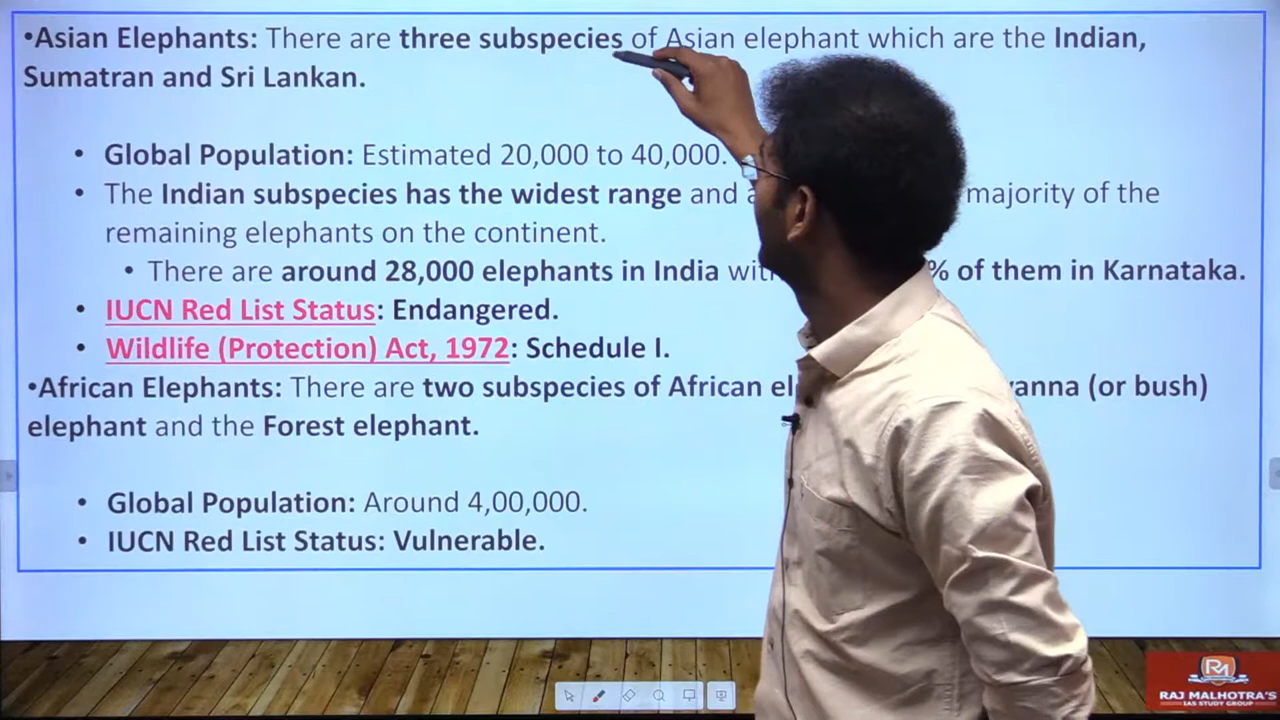 •Asian Elephants: There are three subspecies of Asian elephant which are the Indian,
Sumatran and Sri Lankan.
• Global Population: Estimated 20,000 to 40,000.
• The Indian subspecies has the widest range and majority of the
remaining elephants on the continent.
• There are around 28,000 elephants in India % of them in Karnataka.
• IUCN Red List Status: Endangered.
• Wildlife (Protection) Act, 1972: Schedule I.
•African Elephants: There are two subspecies of African (or bush)
elephant and the Forest elephant.
• Global Population: Around 4,00,000.
• IUCN Red List Status: Vulnerable.
RM
RAJ MALHOTRA'S
IAS STUDY GROUP